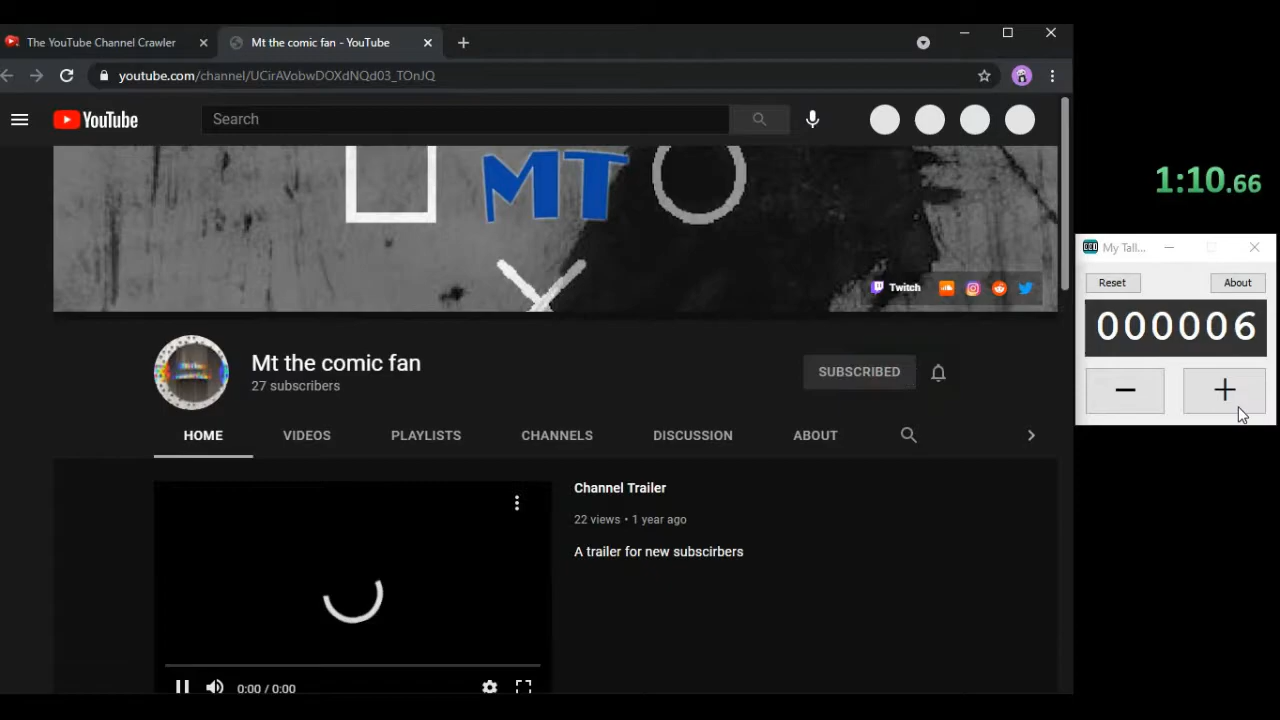 The YouTube Channel Crawler
Mt the comic fan - YouTube
youtube.com/channel/UCirAVobwDOXdNQd03_TOnJQ
YouTube
Search
MT
Twitch
Mt the comic fan
27 subscribers
SUBSCRIBED
HOME VIDEOS PLAYLISTS CHANNELS DISCUSSION ABOUT
Channel Trailer
22 views • 1 year ago
A trailer for new subscirbers
0:00 / 0:00
1:10.66
My Tall...
Reset About
000006
− +